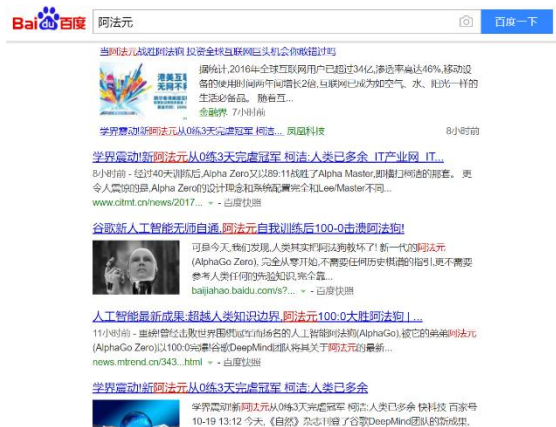 Bai du 百度
阿法元
百度一下
当阿法元战胜阿法狗 投资全球互联网巨头机会你敢错过吗
据统计,2016年全球互联网用户已超过34亿,渗透率高达46%,移动设
备的使用时间两年间增长2倍,互联网已成为如空气、水、阳光一样的
生活必备品。 随着互...
金融界 7小时前
学界震动!新阿法元从0练3天完虐冠军 柯洁... 凤凰科技
8小时前
学界震动!新阿法元从0练3天完虐冠军 柯洁:人类已多余_IT产业网_IT...
8小时前 - 经过40天训练后,Alpha Zero又以89:11战胜了Alpha Master,即横扫柯洁的那套。 更
令人震惊的是,Alpha Zero的设计理念和系统配置完全和Lee/Master不同...
www.citmt.cn/news/2017... - 百度快照
谷歌新人工智能无师自通,阿法元自我训练后100-0击溃阿法狗!
可是今天,我们发现,人类其实把阿法狗教坏了! 新一代的阿法元
(AlphaGo Zero), 完全从零开始,不需要任何历史棋谱的指引,更不需要
参考人类任何的先验知识,完全靠...
baijiahao.baidu.com/s?... - 百度快照
人工智能最新成果:超越人类知识边界,阿法元100:0大胜阿法狗 | ...
11小时前 - 重磅!曾经击败世界围棋冠军而扬名的人工智能阿法狗(AlphaGo),被它的弟弟阿法元
(AlphaGo Zero)以100:0完爆!谷歌DeepMind团队将其关于阿法元的最新...
news.mtrend.cn/343...html - 百度快照
学界震动!新阿法元从0练3天完虐冠军 柯洁:人类已多余
学界震动!新阿法元从0练3天完虐冠军 柯洁:人类已多余 快科技 百家号
10-19 13:12 今天,《自然》杂志刊登了谷歌DeepMind团队的新成果,